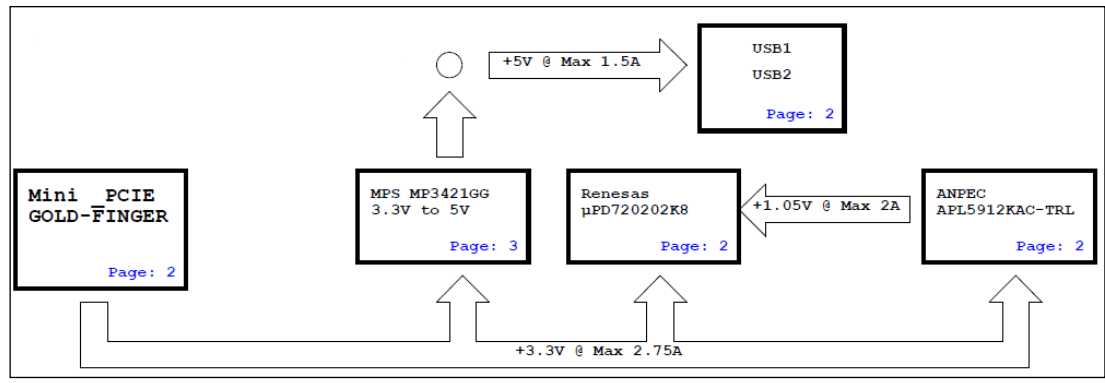 +5V @ Max 1.5A
USB1
USB2
Page: 2
Mini _PCIE
GOLD-FINGER
Page: 2
MPS MP3421GG
3.3V to 5V
Page: 3
Renesas
µPD720202K8
Page: 2
+1.05V @ Max 2A
ANPEC
APL5912KAC-TRL
Page: 2
+3.3V @ Max 2.75A